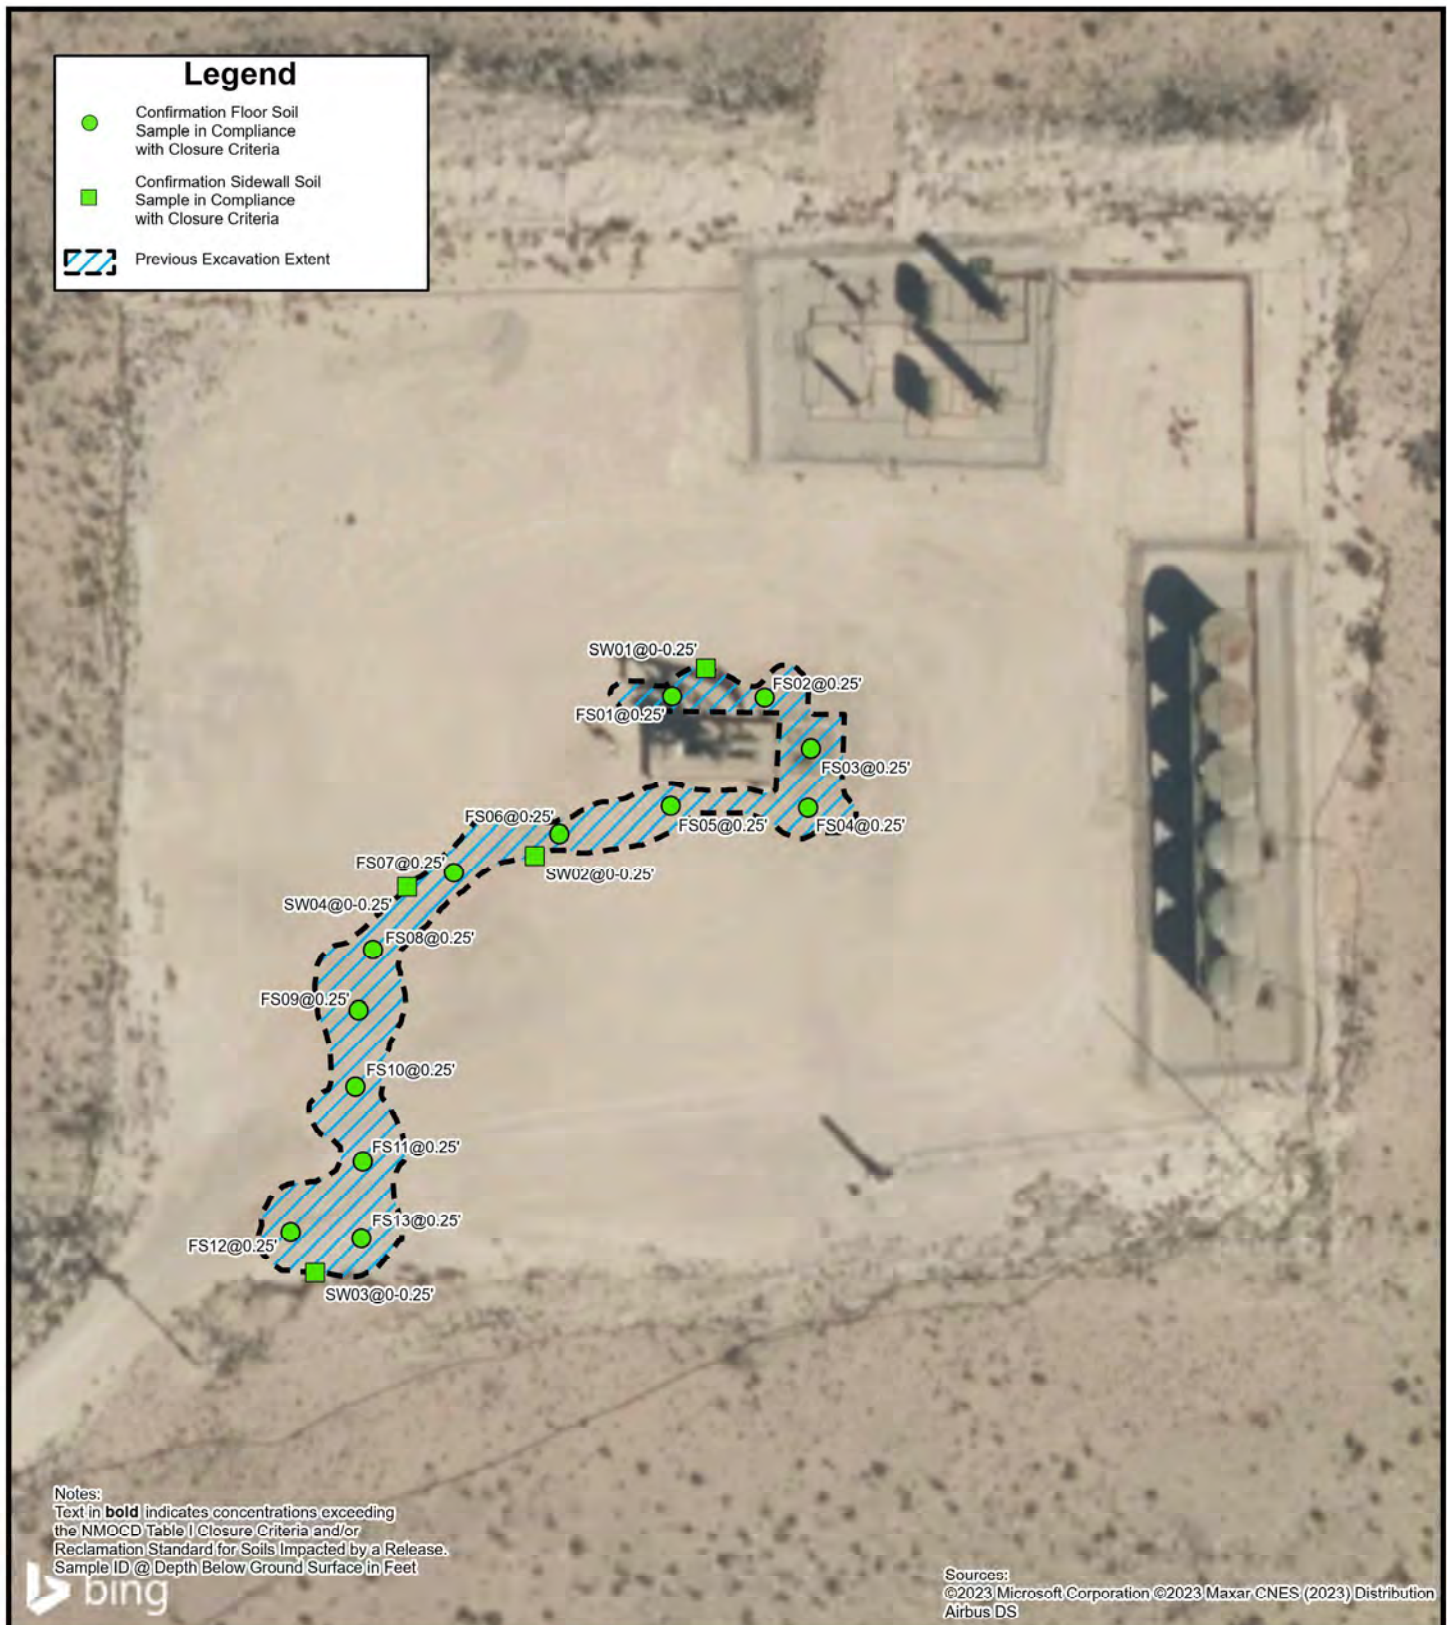 Legend
Confirmation Floor Soil
Sample in Compliance
with Closure Criteria
Confirmation Sidewall Soil
Sample in Compliance
with Closure Criteria
Previous Excavation Extent
SW01@0-0.25'
FS02@0.25'
FS01@0.25'
FS03@0.25'
FS06@0.25'
FS05@0.25'
FS04@0.25'
FS07@0.25'
SW02@0-0.25'
SW04@0-0.25'
FS08@0.25'
FS09@0.25'
FS10@0.25'
FS11@0.25'
FS13@0.25'
FS12@0.25'
SW03@0-0.25'
Notes:
Text in bold indicates concentrations exceeding
the NMOCD Table I Closure Criteria and/or
Reclamation Standard for Soils Impacted by a Release.
Sample ID @ Depth Below Ground Surface in Feet
bing
Sources:
©2023 Microsoft Corporation ©2023 Maxar CNES (2023) Distribution
Airbus DS